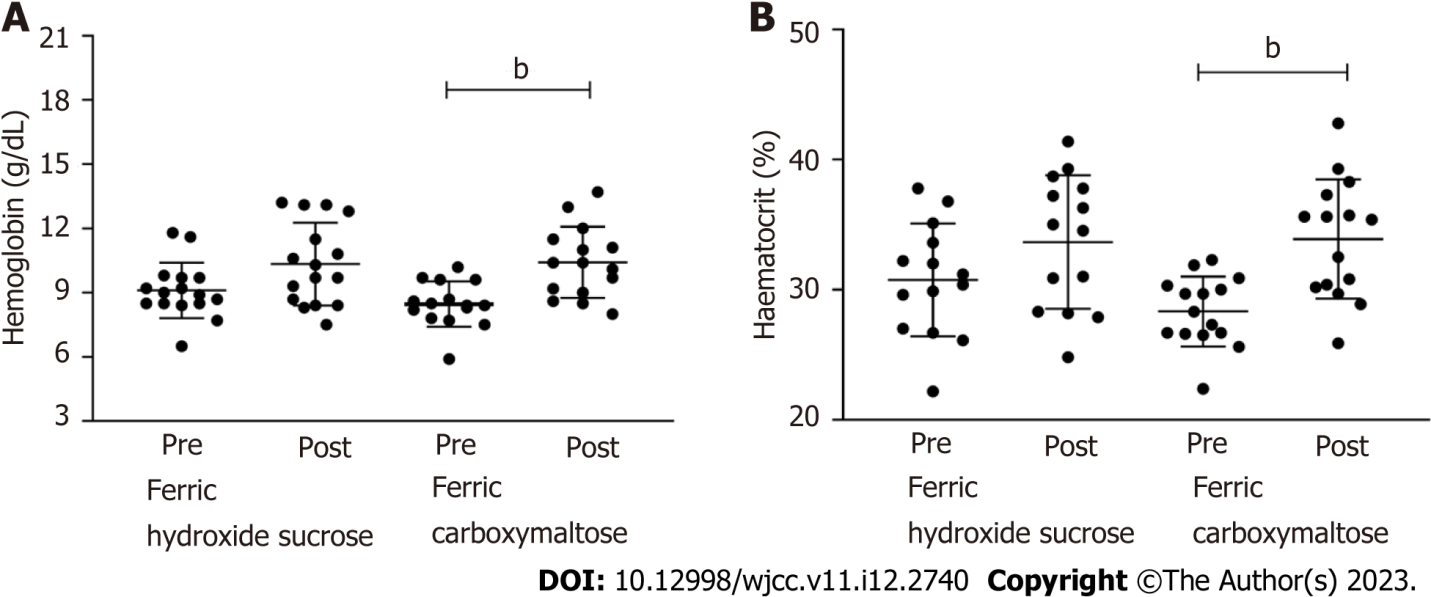 A
21
18
15
12
9
6
3
Hemoglobin (g/dL)
b
Pre Post Pre Post
Ferric
hydroxide sucrose
Ferric
carboxymaltose
B
50
40
30
20
Haematocrit (%)
b
Pre Post Pre Post
Ferric
hydroxide sucrose
Ferric
carboxymaltose
DOI: 10.12998/wjcc.v11.i12.2740 Copyright ©The Author(s) 2023.